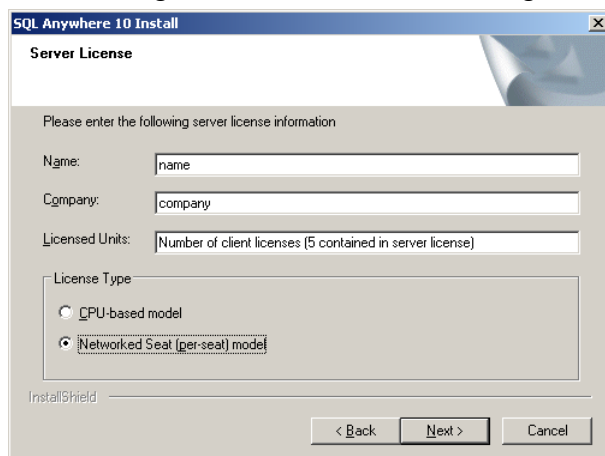 SQL Anywhere 10 Install
Server License
Please enter the following server license information
Name:
name
Company:
company
Licensed Units:
Number of client licenses (5 contained in server license)
License Type
CPU-based model
Networked Seat (per-seat) model
InstallShield
< Back
Next >
Cancel